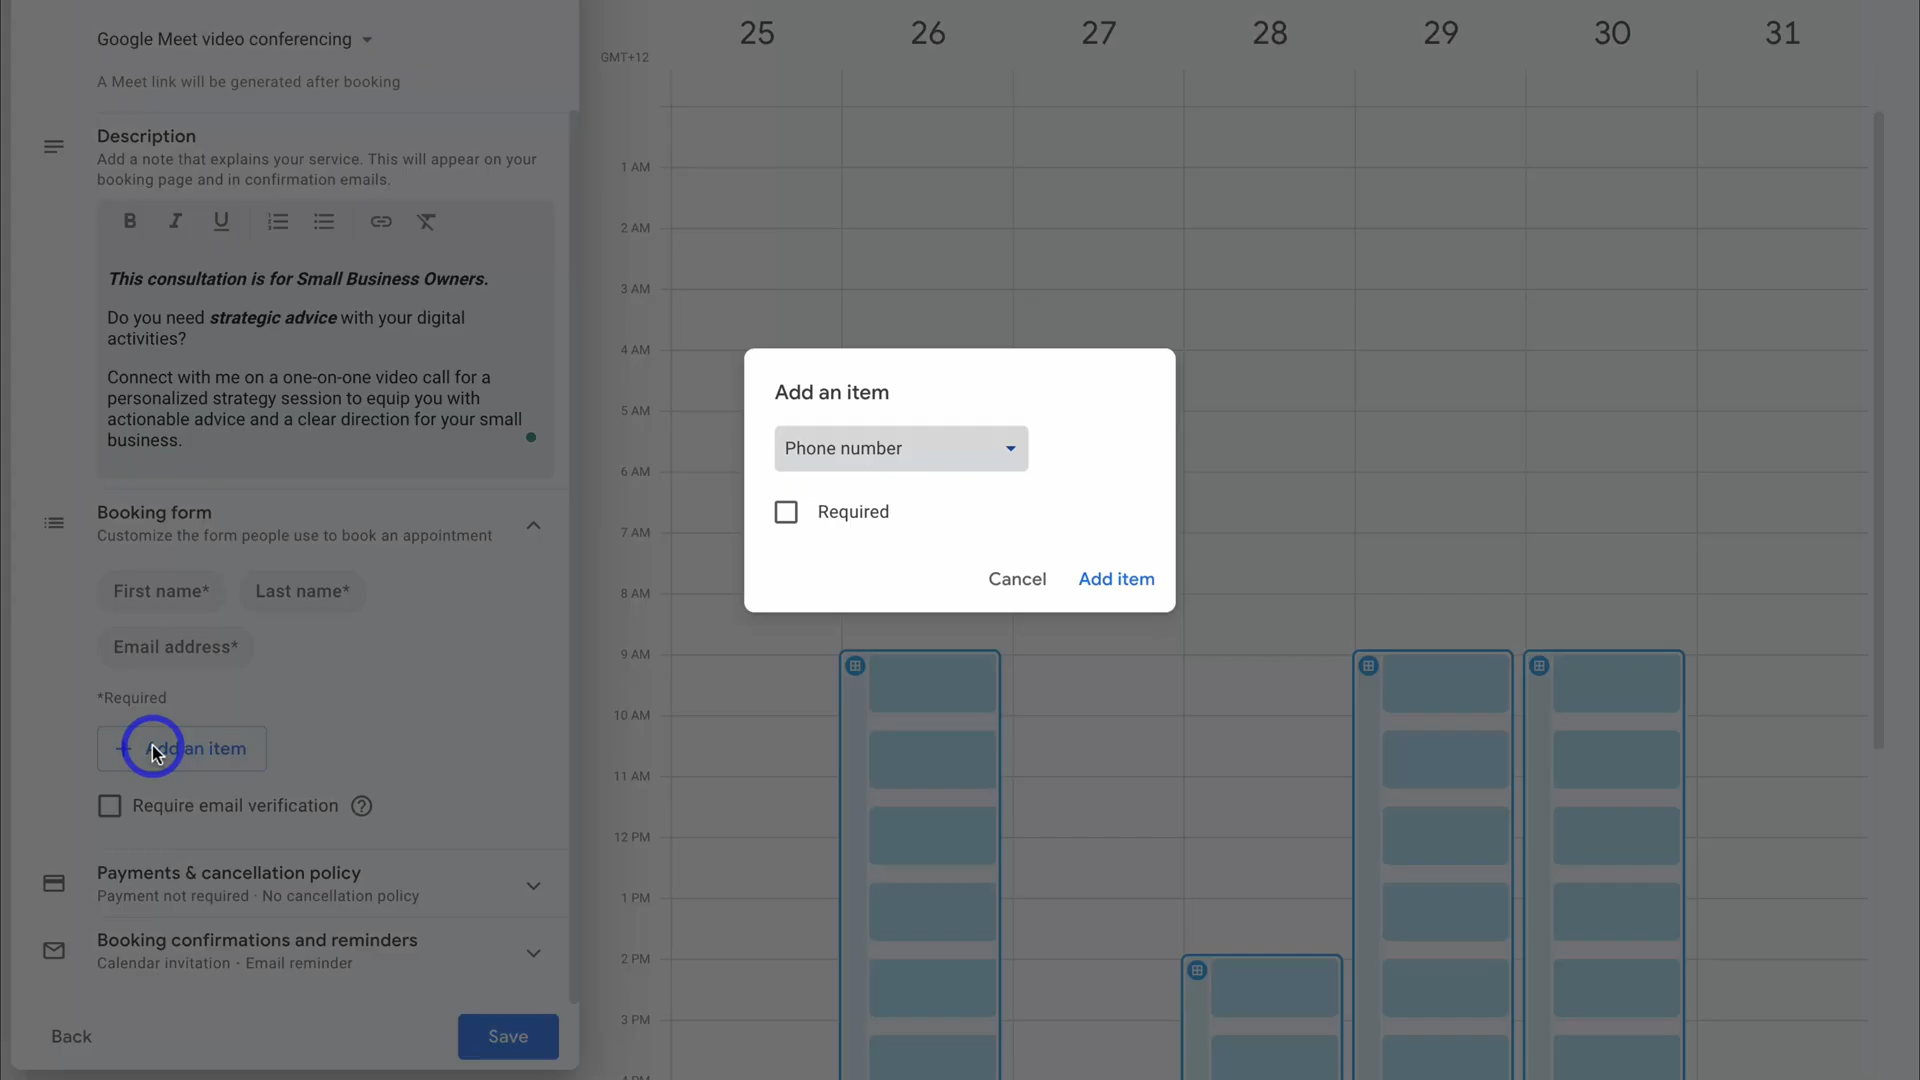 Google Meet video conferencing
A Meet link will be generated after booking
Description
Add a note that explains your service. This will appear on your
booking page and in confirmation emails.
B I U
This consultation is for Small Business Owners.
Do you need strategic advice with your digital
activities?
Connect with me on a one-on-one video call for a
personalized strategy session to equip you with
actionable advice and a clear direction for your small
business.
Booking form
Customize the form people use to book an appointment
First name* Last name*
Email address*
*Required
+ Add an item
Require email verification
Payments & cancellation policy
Payment not required · No cancellation policy
Booking confirmations and reminders
Calendar invitation · Email reminder
Back Save
25 26 27 28 29 30 31
GMT+12
1 AM
2 AM
3 AM
4 AM
5 AM
6 AM
7 AM
8 AM
9 AM
10 AM
11 AM
12 PM
1 PM
2 PM
3 PM
4 PM
Add an item
Phone number
Required
Cancel Add item